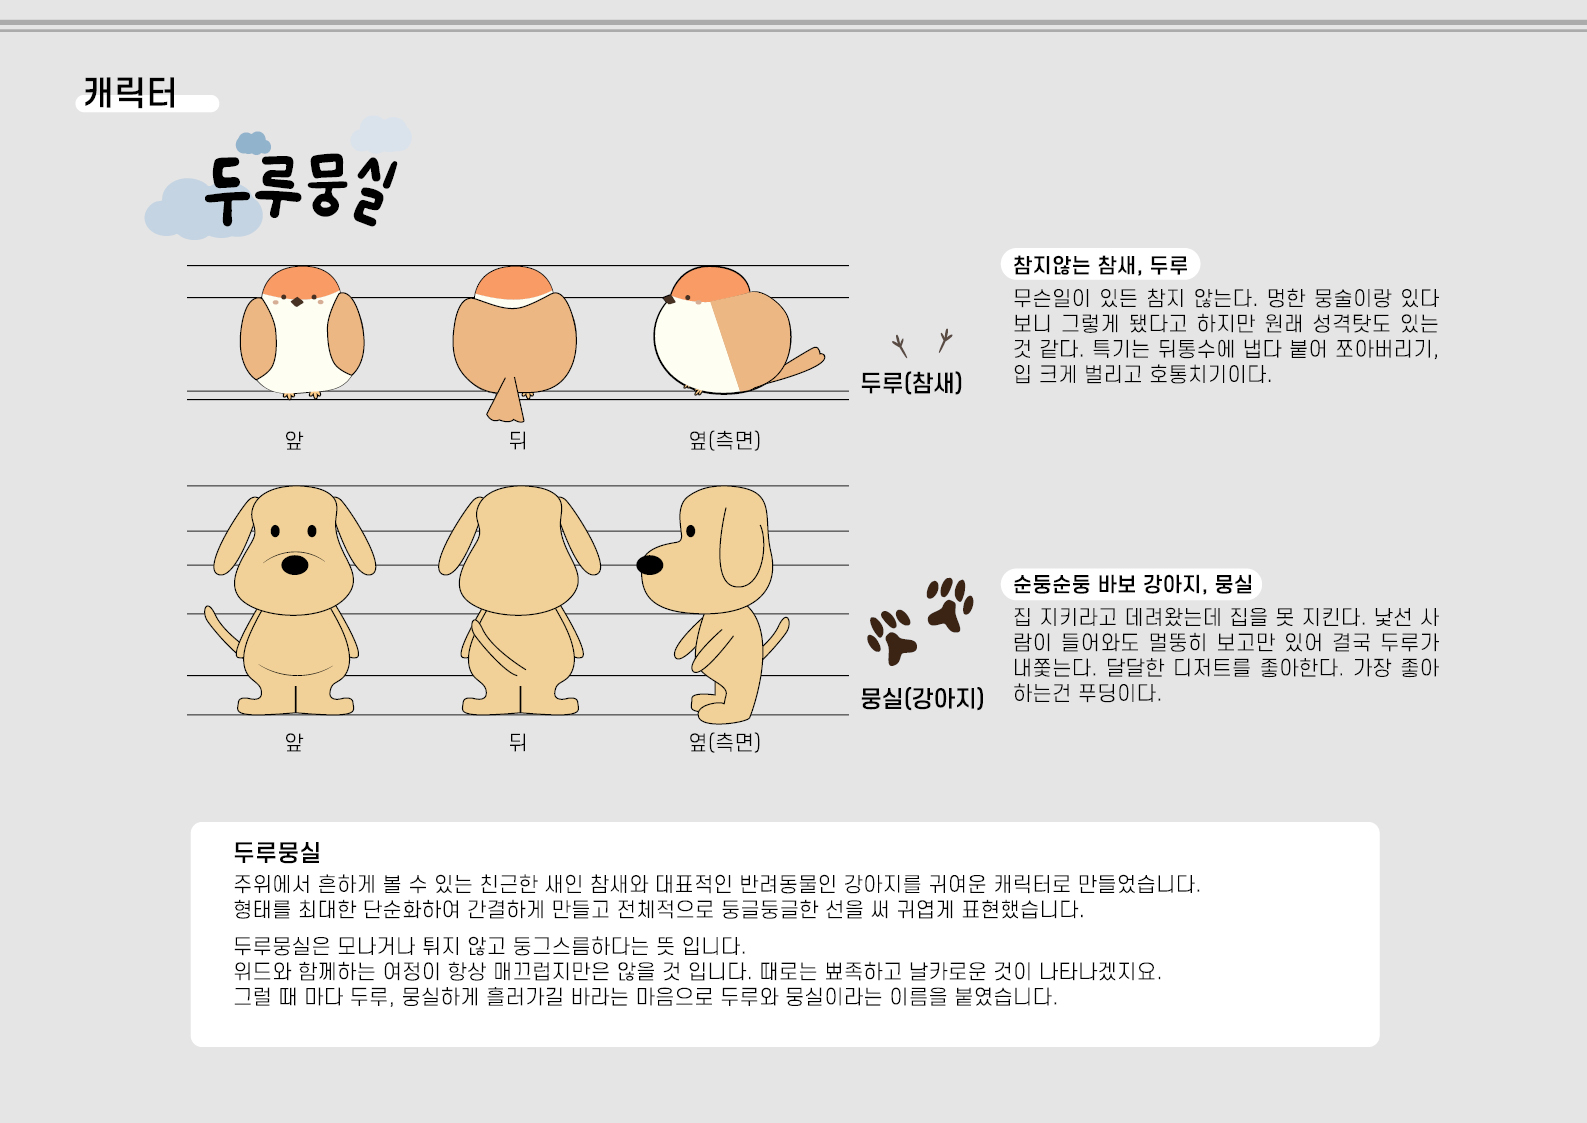 캐릭터
두루뭉실
참지않는 참새, 두루
무슨일이 있든 참지 않는다. 멍한 뭉술이랑 있다
보니 그렇게 됐다고 하지만 원래 성격탓도 있는
것 같다. 특기는 뒤통수에 냅다 붙어 쪼아버리기,
입 크게 벌리고 호통치기이다.
두루(참새)
앞
뒤
옆(측면)
순둥순둥 바보 강아지, 뭉실
집 지키라고 데려왔는데 집을 못 지킨다. 낯선 사
람이 들어와도 멀뚱히 보고만 있어 결국 두루가
내쫓는다. 달달한 디저트를 좋아한다. 가장 좋아
하는건 푸딩이다.
뭉실(강아지)
앞
뒤
옆(측면)
두루뭉실
주위에서 흔하게 볼 수 있는 친근한 새인 참새와 대표적인 반려동물인 강아지를 귀여운 캐릭터로 만들었습니다.
형태를 최대한 단순화하여 간결하게 만들고 전체적으로 둥글둥글한 선을 써 귀엽게 표현했습니다.
두루뭉실은 모나거나 튀지 않고 둥그스름하다는 뜻 입니다.
위드와 함께하는 여정이 항상 매끄럽지만은 않을 것 입니다. 때로는 뾰족하고 날카로운 것이 나타나겠지요.
그럴 때 마다 두루, 뭉실하게 흘러가길 바라는 마음으로 두루와 뭉실이라는 이름을 붙였습니다.